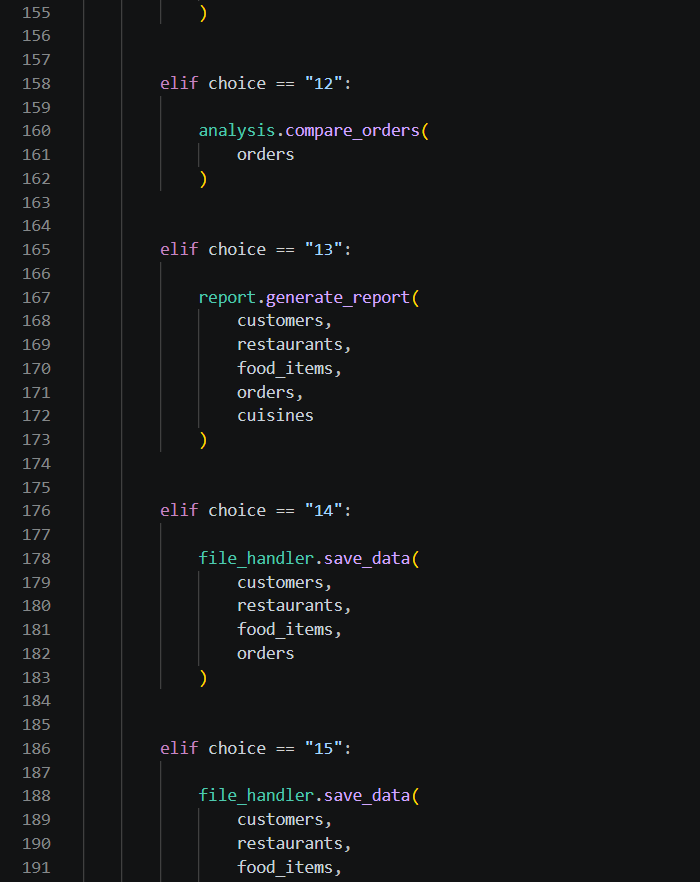 155 )
156
157
158 elif choice == "12":
159
160 analysis.compare_orders(
161 orders
162 )
163
164
165 elif choice == "13":
166
167 report.generate_report(
168 customers,
169 restaurants,
170 food_items,
171 orders,
172 cuisines
173 )
174
175
176 elif choice == "14":
177
178 file_handler.save_data(
179 customers,
180 restaurants,
181 food_items,
182 orders
183 )
184
185
186 elif choice == "15":
187
188 file_handler.save_data(
189 customers,
190 restaurants,
191 food_items,